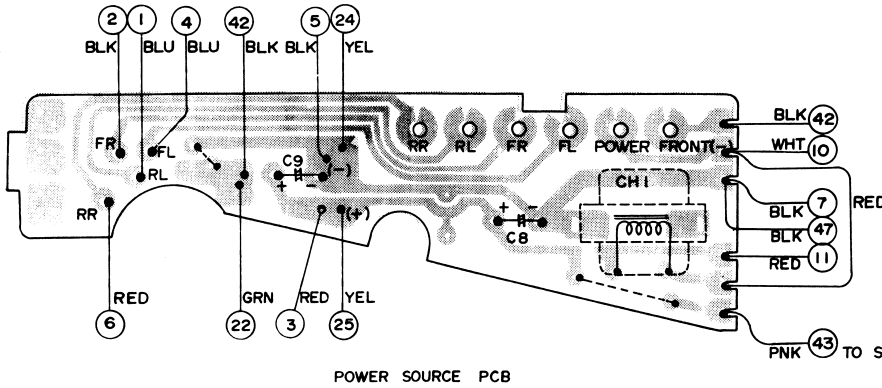 2 1 4 42 5 24
BLK BLU BLU BLK BLK YEL
BLK 42
FR FL C9 (-) RR RL FR FL POWER FRONT(-) WHT 10
RL + - CH 1
RR (+) + - BLK 7 RED
C8 BLK 47
RED 11
RED GRN RED YEL
6 22 3 25
PNK 43 TO S
POWER SOURCE PCB